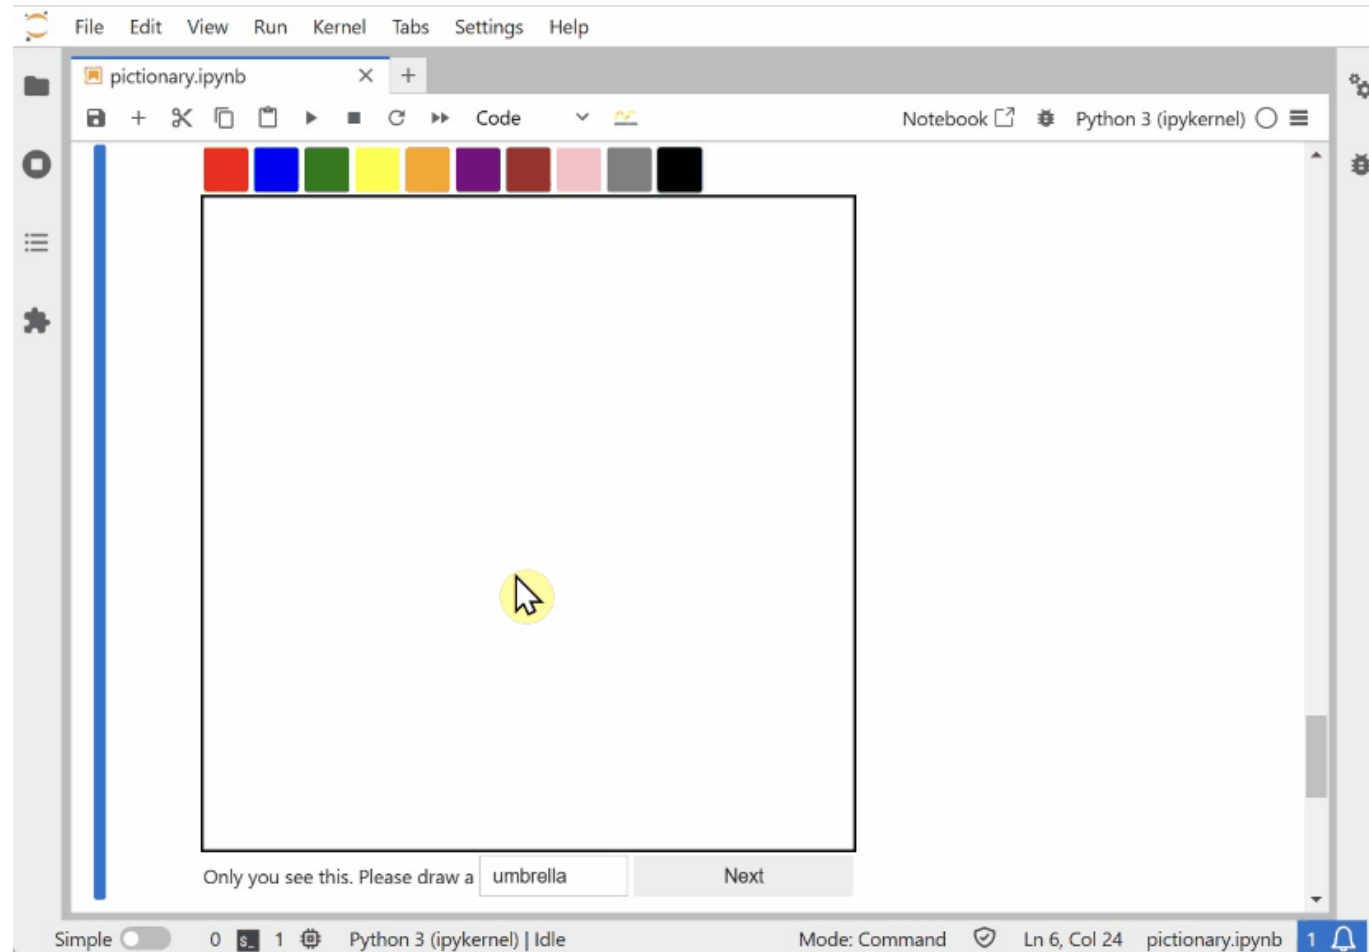 File Edit View Run Kernel Tabs Settings Help
pictionary.ipynb
Code Notebook Python 3 (ipykernel)
Only you see this. Please draw a umbrella Next
Simple 0 s_ 1 Python 3 (ipykernel) | Idle Mode: Command Ln 6, Col 24 pictionary.ipynb 1